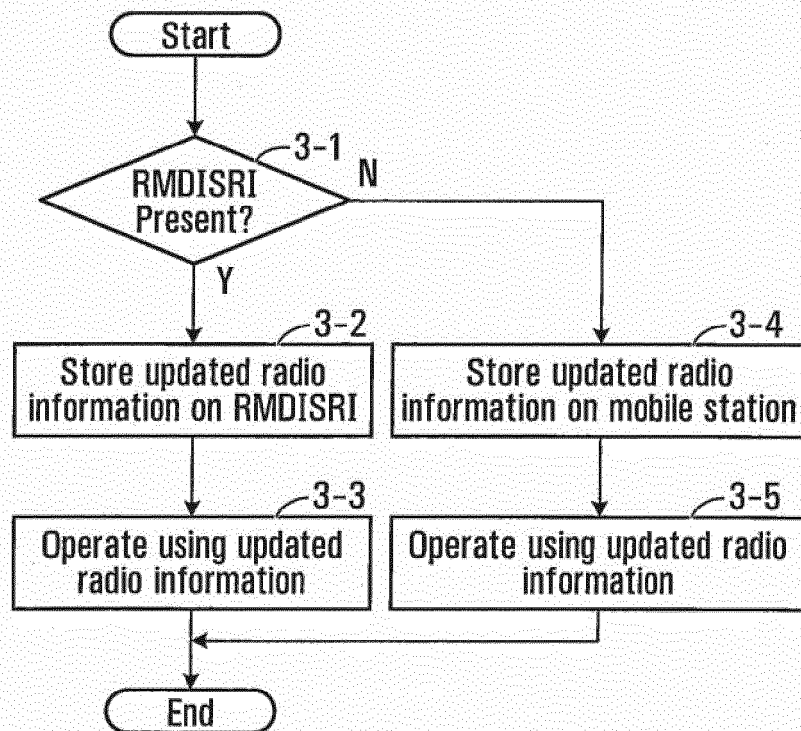 Start
3-1
RMDISRI
Present?
N
Y
3-2
Store updated radio
information on RMDISRI
3-4
Store updated radio
information on mobile station
3-3
Operate using updated
radio information
3-5
Operate using updated radio
information
End